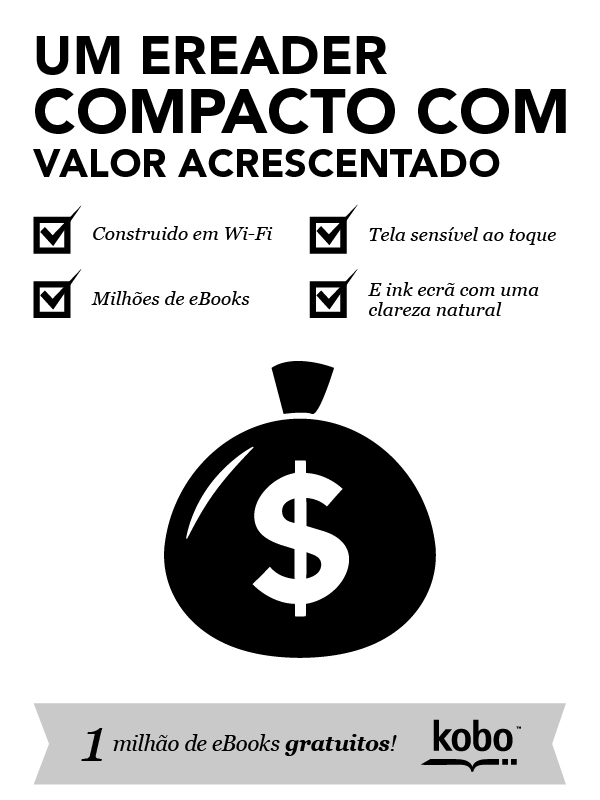 UM EREADER
COMPACTO COM
VALOR ACRESCENTADO
Construido em Wi-Fi
Tela sensível ao toque
Milhões de eBooks
E ink ecrã com uma
clareza natural
$
1 milhão de eBooks gratuitos!
kobo™